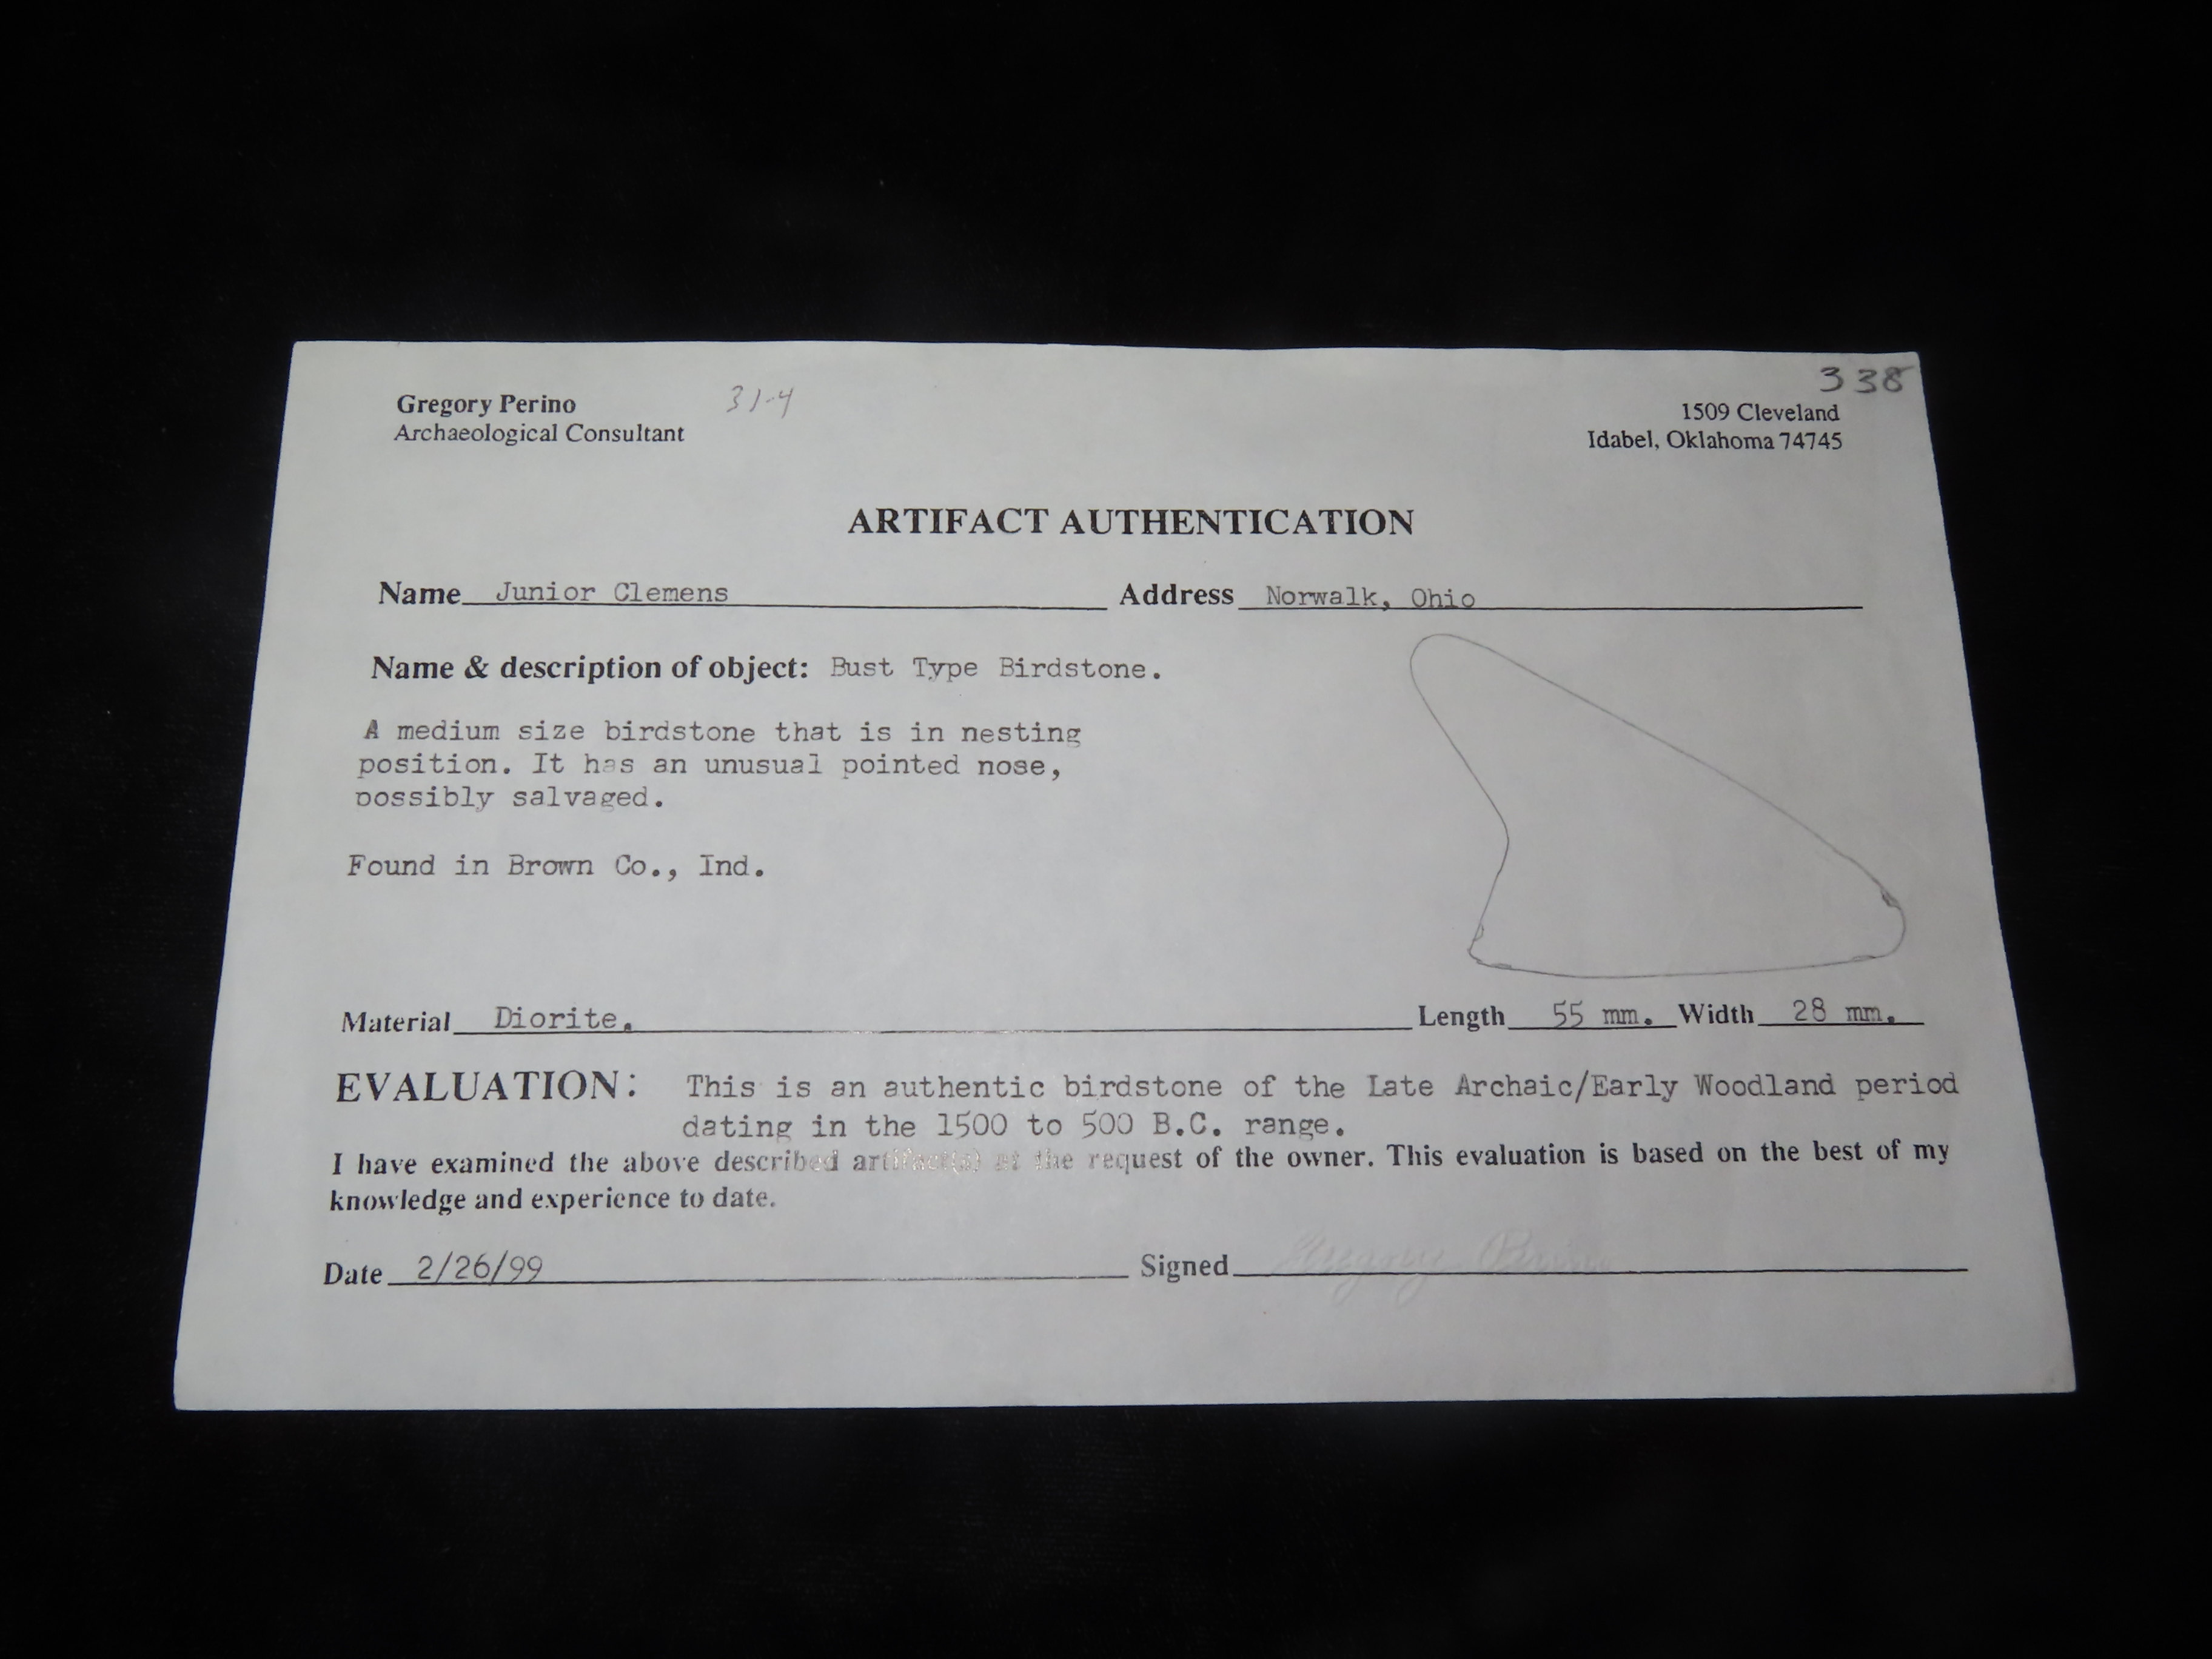 Gregory Perino
Archaeological Consultant
31-4
338
1509 Cleveland
Idabel, Oklahoma 74745
ARTIFACT AUTHENTICATION
Name Junior Clemens Address Norwalk, Ohio
Name & description of object: Bust Type Birdstone.
A medium size birdstone that is in nesting
position. It has an unusual pointed nose,
possibly salvaged.
Found in Brown Co., Ind.
Material Diorite. Length 55 mm. Width 28 mm.
EVALUATION: This is an authentic birdstone of the Late Archaic/Early Woodland period
dating in the 1500 to 500 B.C. range.
I have examined the above described artifact(s) at the request of the owner. This evaluation is based on the best of my
knowledge and experience to date.
Date 2/26/99 Signed Gregory Perino